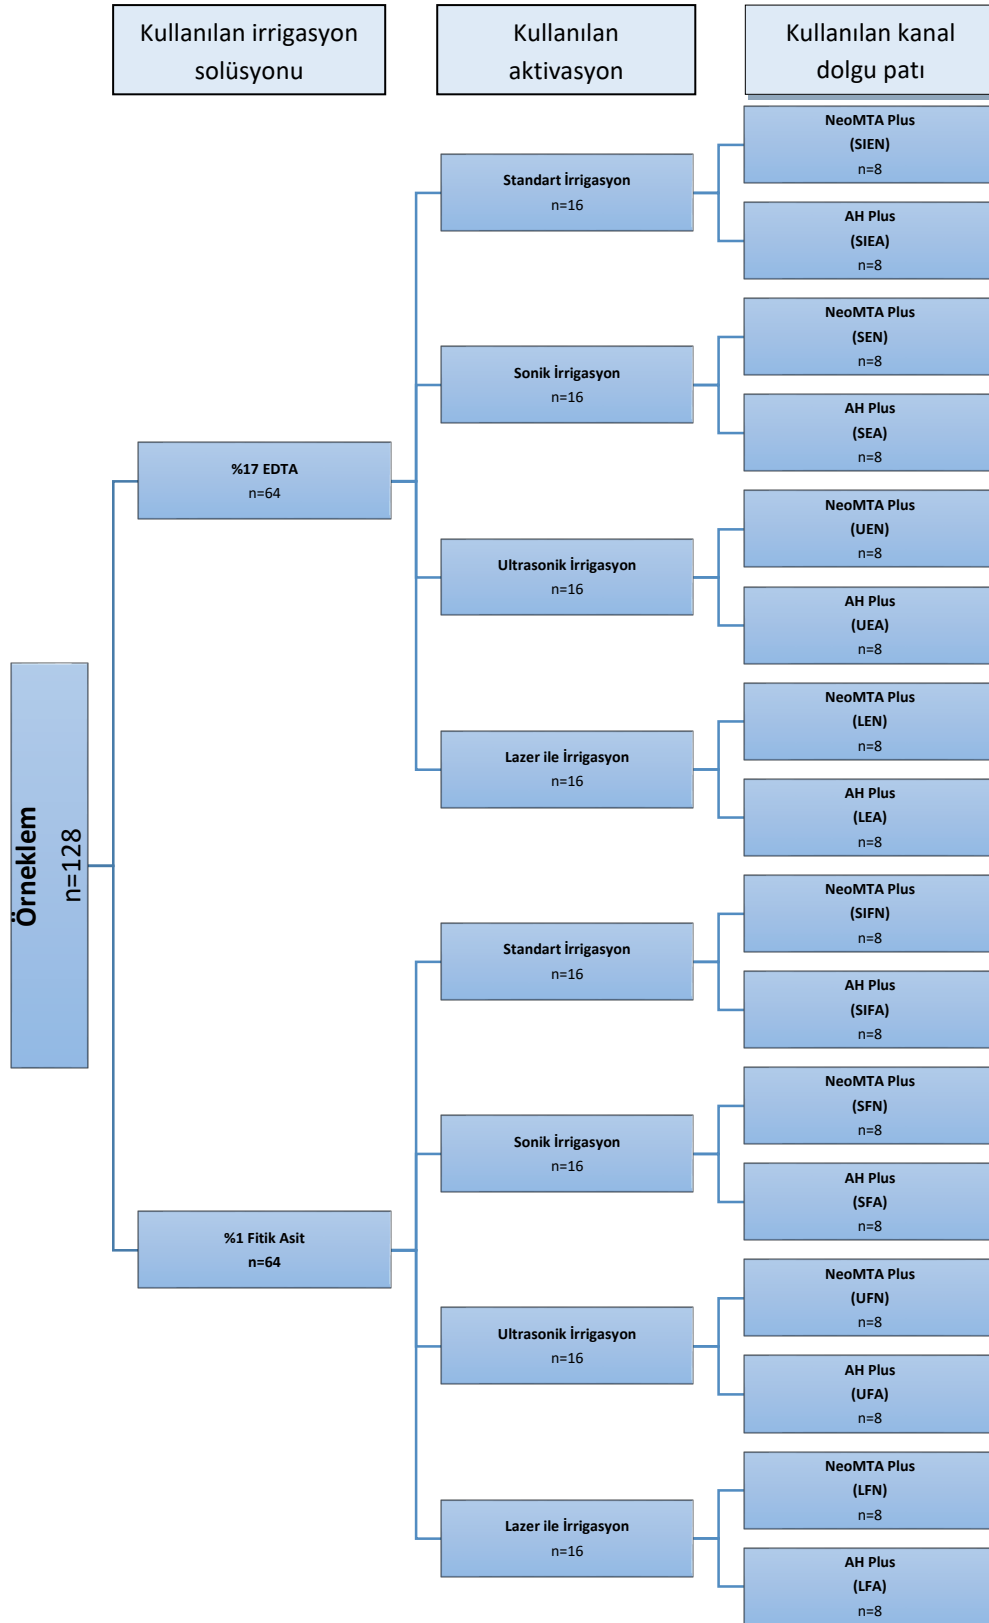 Kullanılan irrigasyon
solüsyonu
Kullanılan
aktivasyon
Kullanılan kanal
dolgu patı
Örneklem
n=128
%17 EDTA
n=64
Standart İrrigasyon
n=16
NeoMTA Plus
(SIEN)
n=8
AH Plus
(SIEA)
n=8
Sonik İrrigasyon
n=16
NeoMTA Plus
(SEN)
n=8
AH Plus
(SEA)
n=8
Ultrasonik İrrigasyon
n=16
NeoMTA Plus
(UEN)
n=8
AH Plus
(UEA)
n=8
Lazer ile İrrigasyon
n=16
NeoMTA Plus
(LEN)
n=8
AH Plus
(LEA)
n=8
%1 Fitik Asit
n=64
Standart İrrigasyon
n=16
NeoMTA Plus
(SIFN)
n=8
AH Plus
(SIFA)
n=8
Sonik İrrigasyon
n=16
NeoMTA Plus
(SFN)
n=8
AH Plus
(SFA)
n=8
Ultrasonik İrrigasyon
n=16
NeoMTA Plus
(UFN)
n=8
AH Plus
(UFA)
n=8
Lazer ile İrrigasyon
n=16
NeoMTA Plus
(LFN)
n=8
AH Plus
(LFA)
n=8